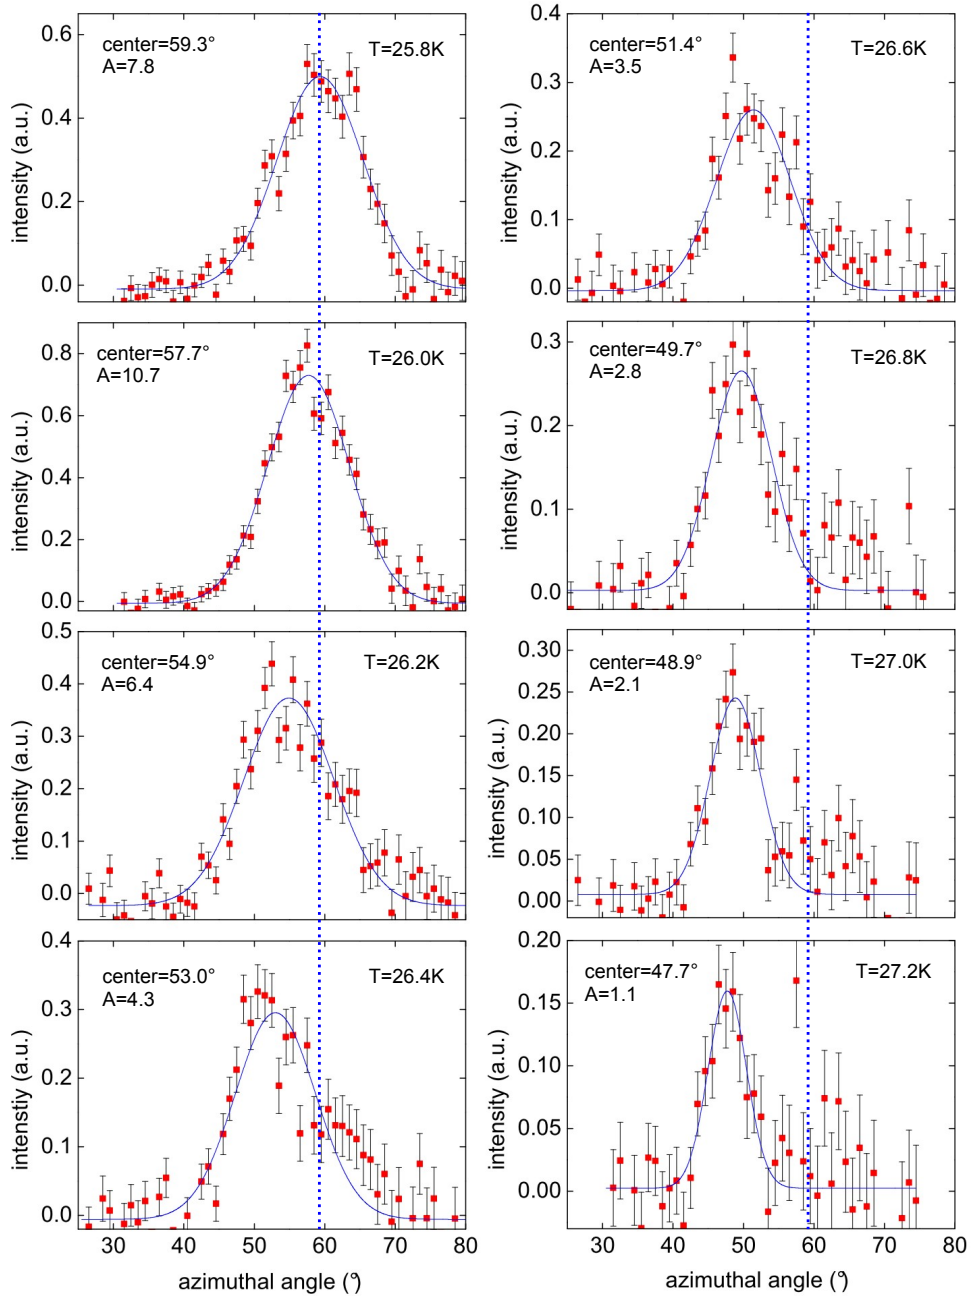 center=59.3°
A=7.8
T=25.8K
0.6
0.4
0.2
0.0
intensity (a.u.)
center=51.4°
A=3.5
T=26.6K
0.4
0.3
0.2
0.1
0.0
intensity (a.u.)
center=57.7°
A=10.7
T=26.0K
0.8
0.6
0.4
0.2
0.0
intensity (a.u.)
center=49.7°
A=2.8
T=26.8K
0.3
0.2
0.1
0.0
intensity (a.u.)
center=54.9°
A=6.4
T=26.2K
0.5
0.4
0.3
0.2
0.1
0.0
intensity (a.u.)
center=48.9°
A=2.1
T=27.0K
0.30
0.25
0.20
0.15
0.10
0.05
0.00
intensity (a.u.)
center=53.0°
A=4.3
T=26.4K
0.4
0.3
0.2
0.1
0.0
intenstiy (a.u.)
30 40 50 60 70 80
azimuthal angle (°)
center=47.7°
A=1.1
T=27.2K
0.20
0.15
0.10
0.05
0.00
intensity (a.u.)
30 40 50 60 70 80
azimuthal angle (°)